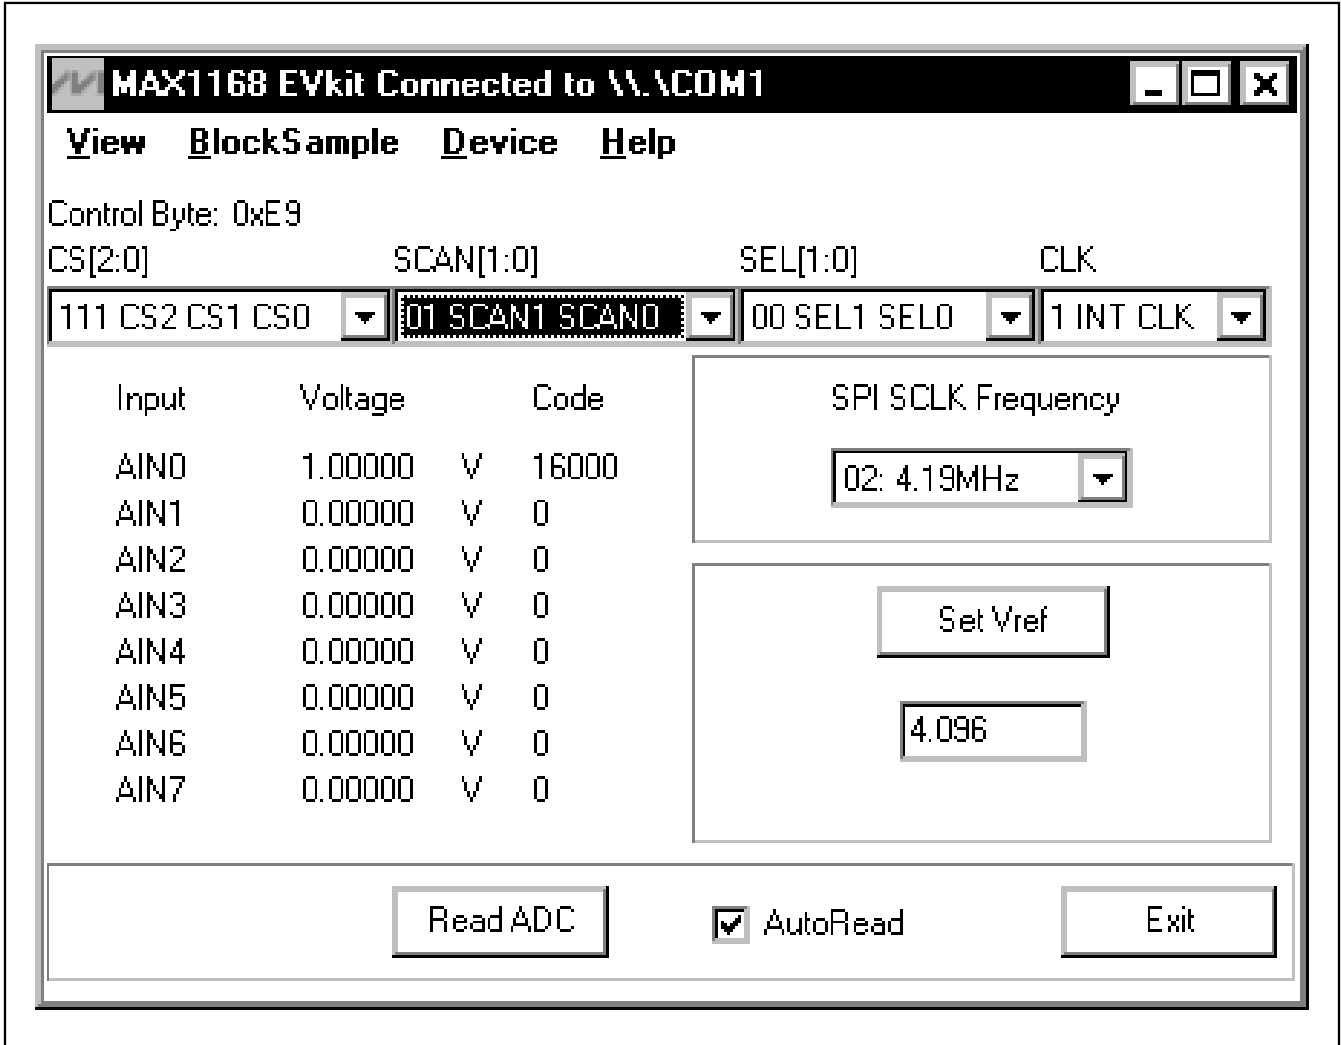 MAX1168 EVkit Connected to \\.\COM1
View BlockSample Device Help
Control Byte: 0xE9
CS[2:0] SCAN[1:0] SEL[1:0] CLK
111 CS2 CS1 CS0 01 SCAN1 SCAN0 00 SEL1 SEL0 1 INT CLK
Input Voltage Code
AIN0 1.00000 V 16000
AIN1 0.00000 V 0
AIN2 0.00000 V 0
AIN3 0.00000 V 0
AIN4 0.00000 V 0
AIN5 0.00000 V 0
AIN6 0.00000 V 0
AIN7 0.00000 V 0
SPI SCLK Frequency
02: 4.19MHz
Set Vref
4.096
Read ADC AutoRead Exit